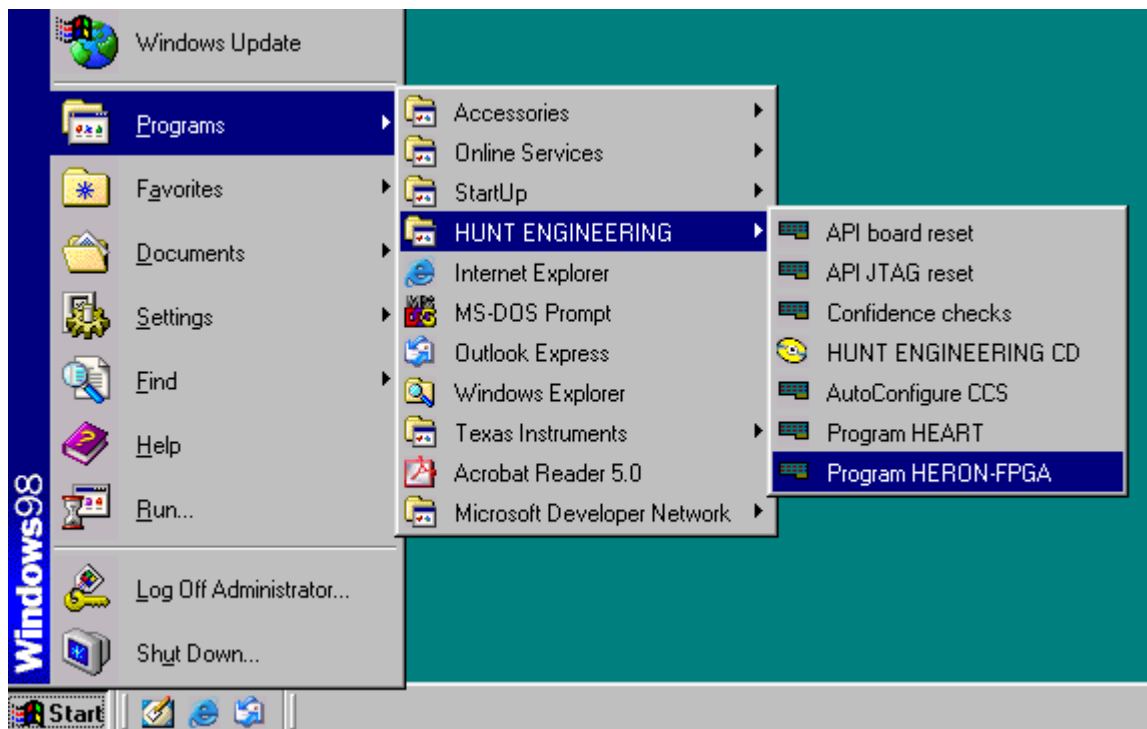 Windows Update
Programs
Favorites
Documents
Settings
Find
Help
Run...
Log Off Administrator...
Shut Down...
Windows98
Accessories
Online Services
StartUp
HUNT ENGINEERING
Internet Explorer
MS-DOS Prompt
Outlook Express
Windows Explorer
Texas Instruments
Acrobat Reader 5.0
Microsoft Developer Network
API board reset
API JTAG reset
Confidence checks
HUNT ENGINEERING CD
AutoConfigure CCS
Program HEART
Program HERON-FPGA
Start